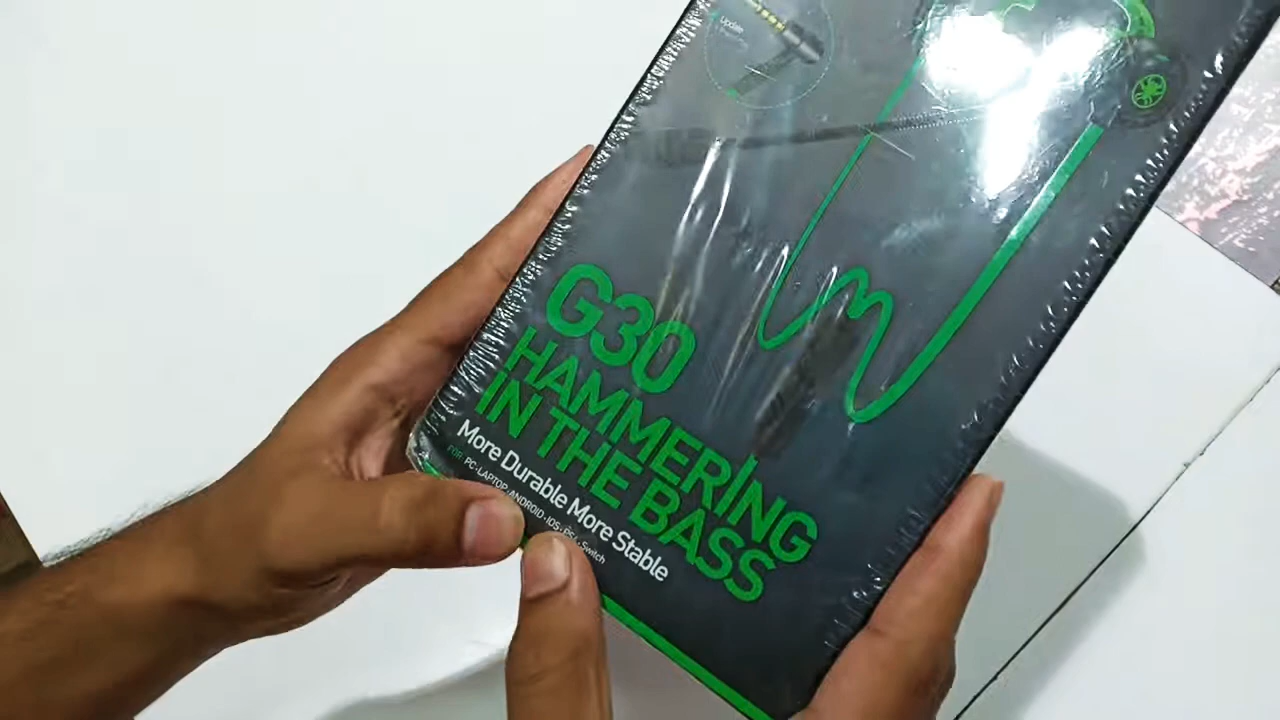 Update
G30
HAMMERING
IN THE BASS
More Durable More Stable
FOR PC·LAPTOP·ANDROID·IOS·PS4·Switch